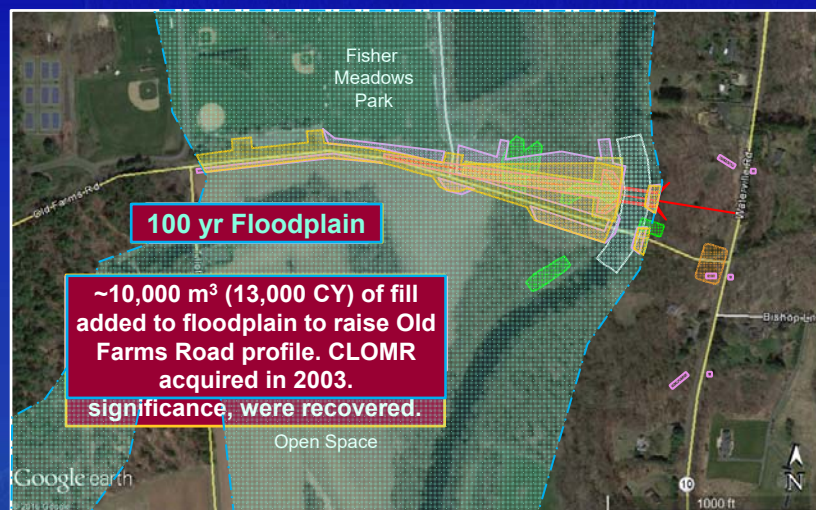 Fisher
Meadows
Park
Old Farms Rd
Waterville Rd
100 yr Floodplain
~10,000 m³ (13,000 CY) of fill
added to floodplain to raise Old
Farms Road profile. CLOMR
acquired in 2003.
significance, were recovered.
Bishop Ln
Open Space
Google earth
10
1000 ft
N